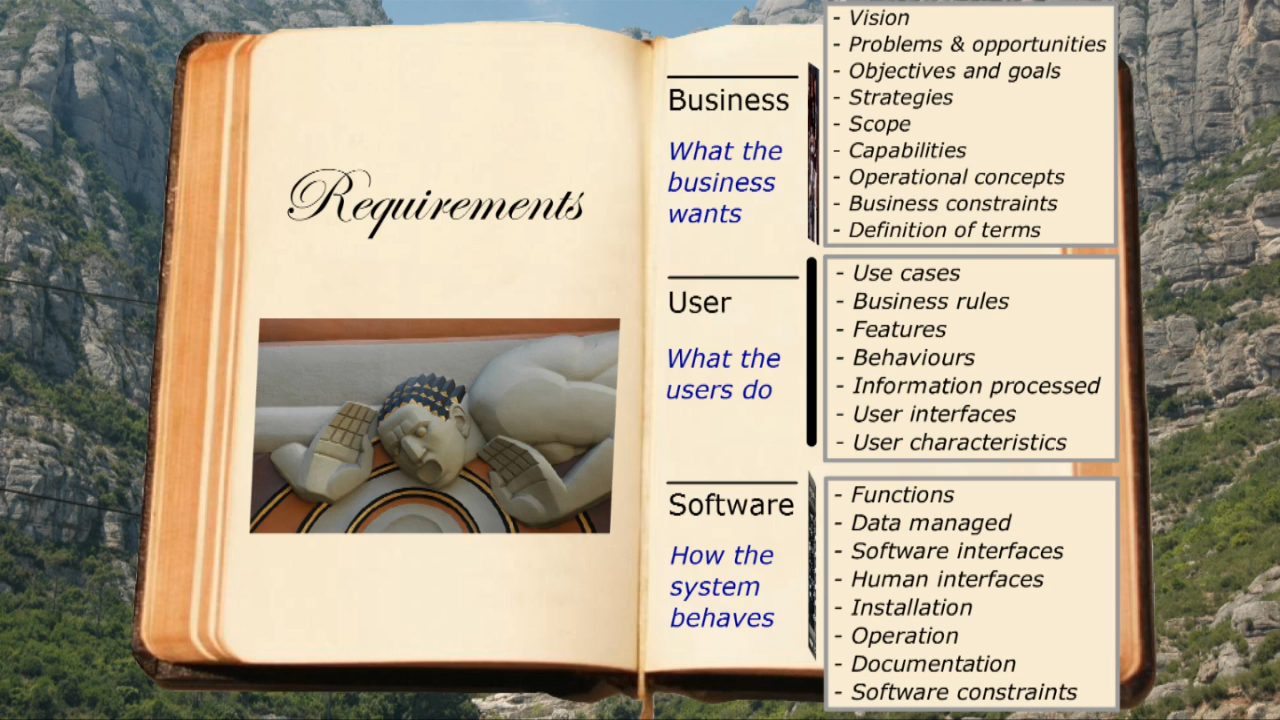 Requirements
Business
What the
business
wants
- Vision
- Problems & opportunities
- Objectives and goals
- Strategies
- Scope
- Capabilities
- Operational concepts
- Business constraints
- Definition of terms
User
What the
users do
- Use cases
- Business rules
- Features
- Behaviours
- Information processed
- User interfaces
- User characteristics
Software
How the
system
behaves
- Functions
- Data managed
- Software interfaces
- Human interfaces
- Installation
- Operation
- Documentation
- Software constraints